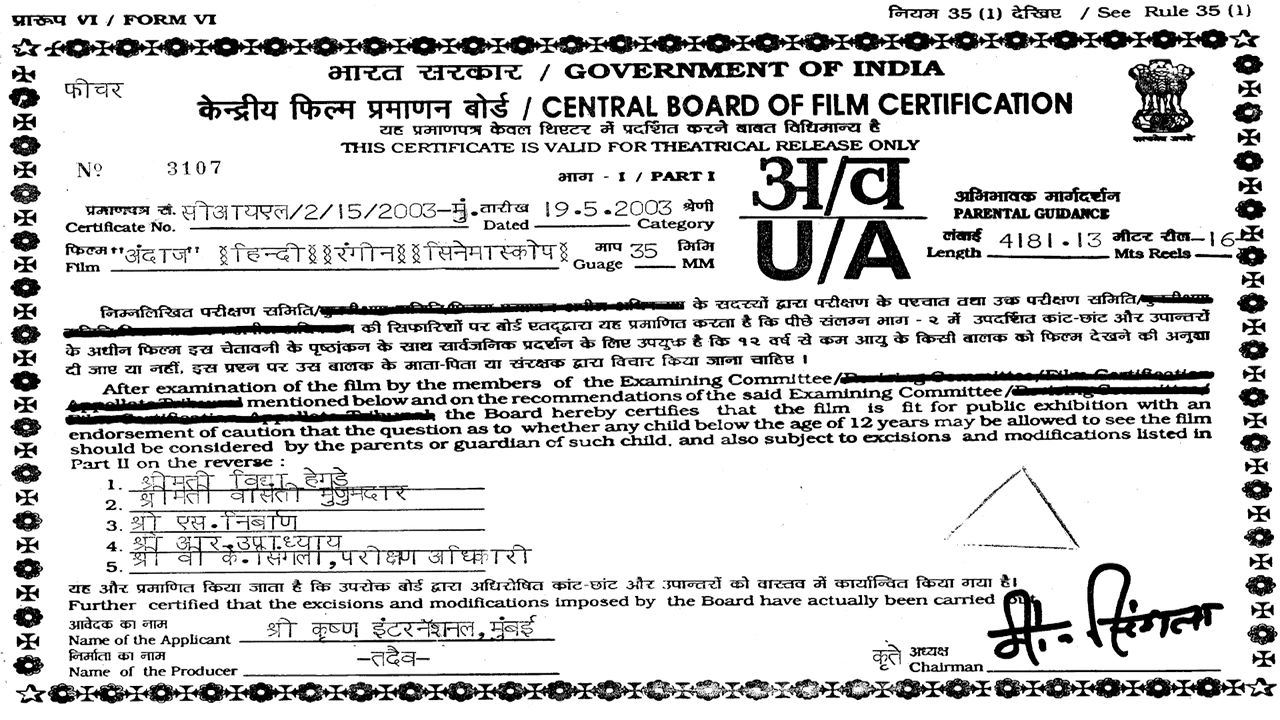 प्रारूप VI / FORM VI
नियम 35 (1) देखिए / See Rule 35 (1)
फीचर
भारत सरकार / GOVERNMENT OF INDIA
केन्द्रीय फिल्म प्रमाणन बोर्ड / CENTRAL BOARD OF FILM CERTIFICATION
यह प्रमाणपत्र केवल थिएटर में प्रदर्शित करने बाबत विधिमान्य है
THIS CERTIFICATE IS VALID FOR THEATRICAL RELEASE ONLY
Nº 3107
भाग - I / PART I
अ/व
U/A
अभिभावक मार्गदर्शन
PARENTAL GUIDANCE
प्रमाणपत्र सं. सीआयएल/2/15/2003-मुं. तारीख 19.5.2003 श्रेणी
Certificate No. Dated Category
फिल्म "अंदाज" हिन्दी रंगीन सिनेमास्कोप माप 35 मिमि
Film Guage MM
लंबाई 4181.13 मीटर रील-16-
Length Mts Reels
निम्नलिखित परीक्षण समिति/ के सदस्यों द्वारा परीक्षण के पश्चात तथा उक्त परीक्षण समिति/
की सिफारिशों पर बोर्ड एतद्द्वारा यह प्रमाणित करता है कि पीछे संलग्न भाग - २ में उपदर्शित कांट-छांट और उपान्तरों
के अधीन फिल्म इस चेतावनी के पृष्ठांकन के साथ सार्वजनिक प्रदर्शन के लिए उपयुक्त है कि १२ वर्ष से कम आयु के किसी बालक को फिल्म देखने की अनुज्ञा
दी जाए या नहीं, इस प्रश्न पर उस बालक के माता-पिता या संरक्षक द्वारा विचार किया जाना चाहिए ।
After examination of the film by the members of the Examining Committee/
mentioned below and on the recommendations of the said Examining Committee/
the Board hereby certifies that the film is fit for public exhibition with an
endorsement of caution that the question as to whether any child below the age of 12 years may be allowed to see the film
should be considered by the parents or guardian of such child, and also subject to excisions and modifications listed in
Part II on the reverse :
1. श्रीमती विद्या हेगडे
2. श्रीमती वासंती मुणुमदार
3. श्री एस.निर्बाण
4. श्री आर.उपाध्याय
5. श्री वी के.सिंगला,परीक्षण अधिकारी
यह और प्रमाणित किया जाता है कि उपरोक्त बोर्ड द्वारा अधिरोपित कांट-छांट और उपान्तरों को वास्तव में कार्यान्वित किया गया है।
Further certified that the excisions and modifications imposed by the Board have actually been carried out
आवेदक का नाम श्री कृष्ण इंटरनॅशनल,मुंबई
Name of the Applicant
निर्माता का नाम -तदैव-
Name of the Producer
कृते अध्यक्ष
Chairman